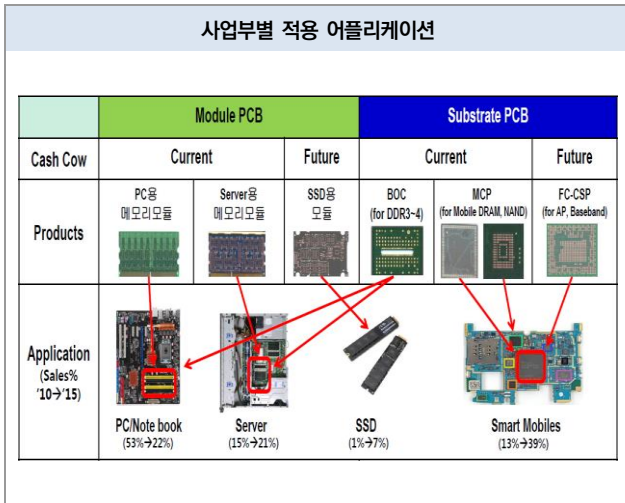 사업부별 적용 어플리케이션
Module PCB
Substrate PCB
Cash Cow
Current
Future
Current
Future
Products
PC용
메모리모듈
Server용
메모리모듈
SSD용
모듈
BOC
(for DDR3~4)
MCP
(for Mobile DRAM, NAND)
FC-CSP
(for AP, Baseband)
Application
(Sales%
'10→'15)
PC/Note book
(53%→22%)
Server
(15%→21%)
SSD
(1%→7%)
Smart Mobiles
(13%→39%)